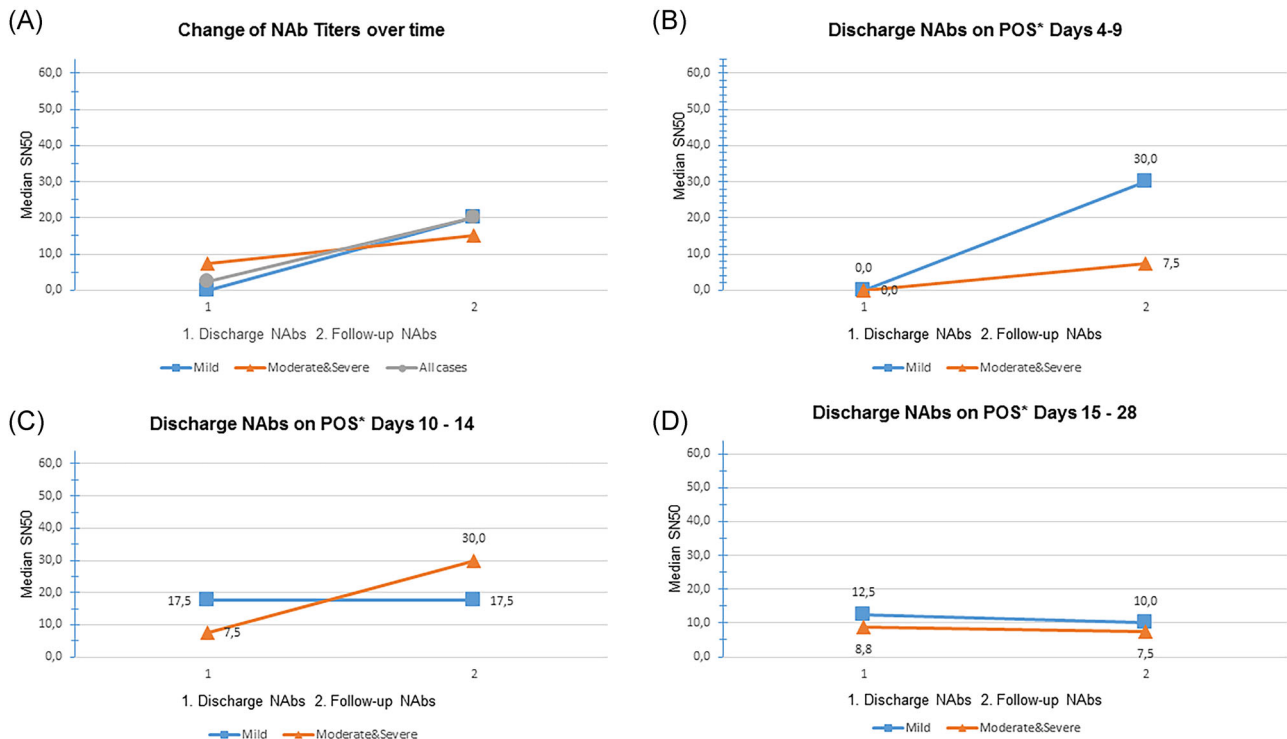 (A)
Change of NAb Titers over time
Median SN50
60,0
50,0
40,0
30,0
20,0
10,0
0,0
1
2
1. Discharge NAbs 2. Follow-up NAbs
Mild Moderate&Severe All cases
(B)
Discharge NAbs on POS* Days 4-9
Median SN50
60,0
50,0
40,0
30,0
20,0
10,0
0,0
30,0
0,0
0,0
7,5
1
2
1. Discharge NAbs 2. Follow-up NAbs
Mild Moderate&Severe
(C)
Discharge NAbs on POS* Days 10 - 14
Median SN50
60,0
50,0
40,0
30,0
20,0
10,0
0,0
30,0
17,5
17,5
7,5
1
2
1. Discharge NAbs 2. Follow-up NAbs
Mild Moderate&Severe
(D)
Discharge NAbs on POS* Days 15 - 28
Median SN50
60,0
50,0
40,0
30,0
20,0
10,0
0,0
12,5
10,0
8,8
7,5
1
2
1. Discharge NAbs 2. Follow-up NAbs
Mild Moderate&Severe